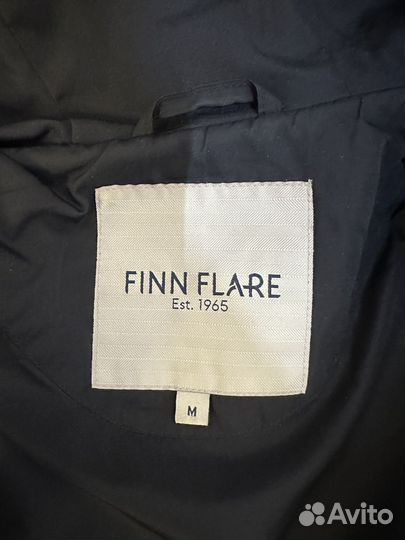 FINN FLARE
Est. 1965
M
Avito